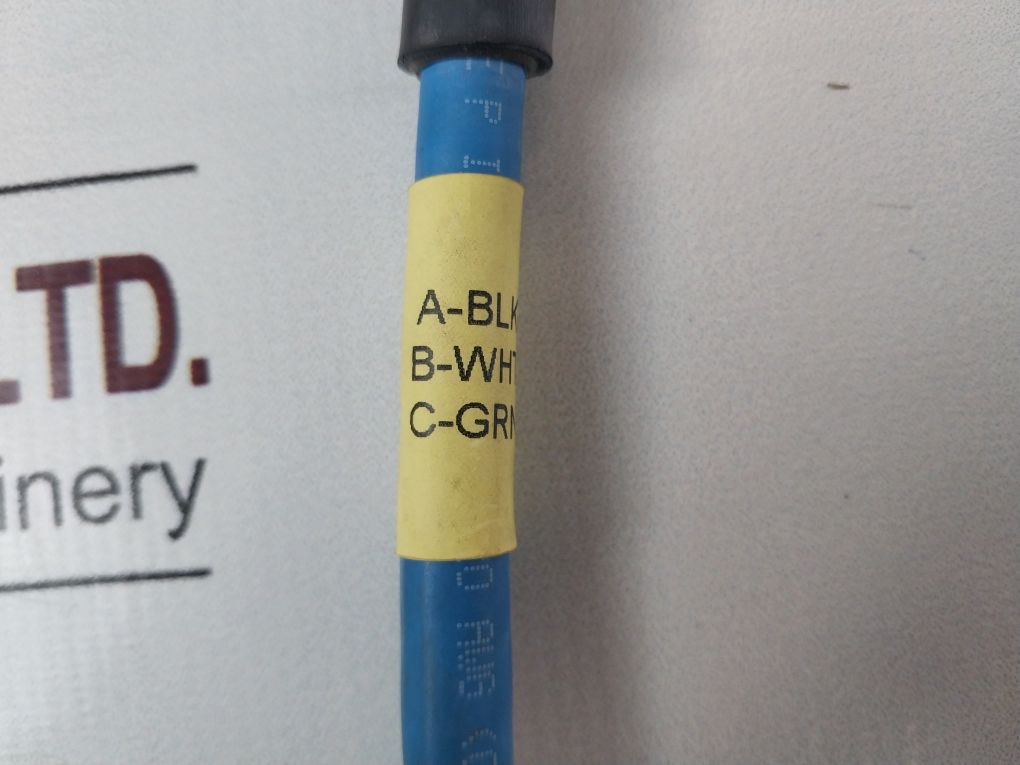 A-BLK
B-WHT
C-GRN
LTD.
inery